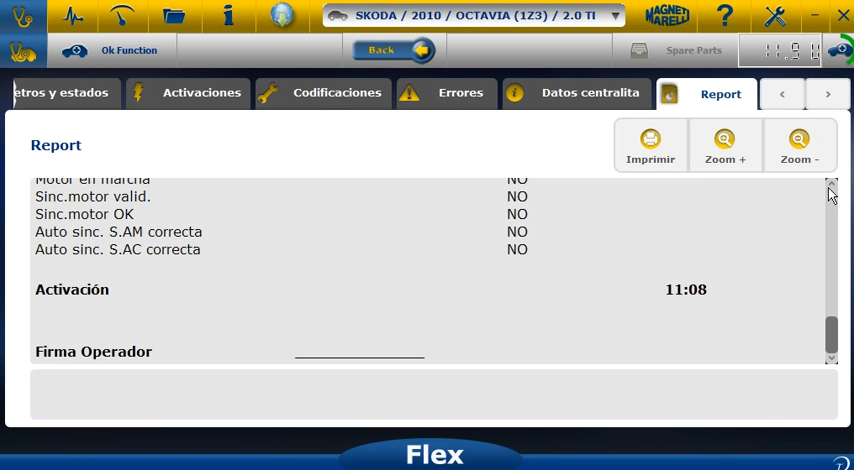 SKODA / 2010 / OCTAVIA (1Z3) / 2.0 TI
MAGNETI
MARELLI
Ok Function
Back
Spare Parts
11.9 U
etros y estados
Activaciones
Codificaciones
Errores
Datos centralita
Report
Report
Imprimir
Zoom +
Zoom -
Motor en marcha NO
Sinc.motor valid. NO
Sinc.motor OK NO
Auto sinc. S.AM correcta NO
Auto sinc. S.AC correcta NO
Activación 11:08
Firma Operador
Flex